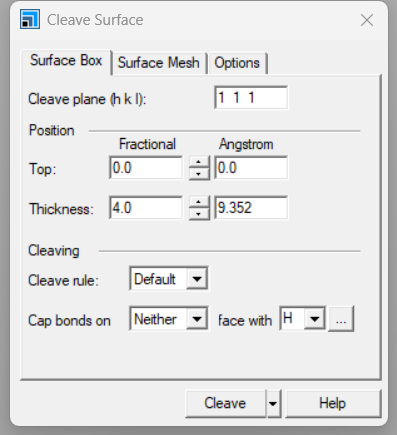 Cleave Surface
Surface Box Surface Mesh Options
Cleave plane (h k l): 1 1 1
Position
Fractional Angstrom
Top: 0.0 0.0
Thickness: 4.0 9.352
Cleaving
Cleave rule: Default
Cap bonds on Neither face with H ...
Cleave Help